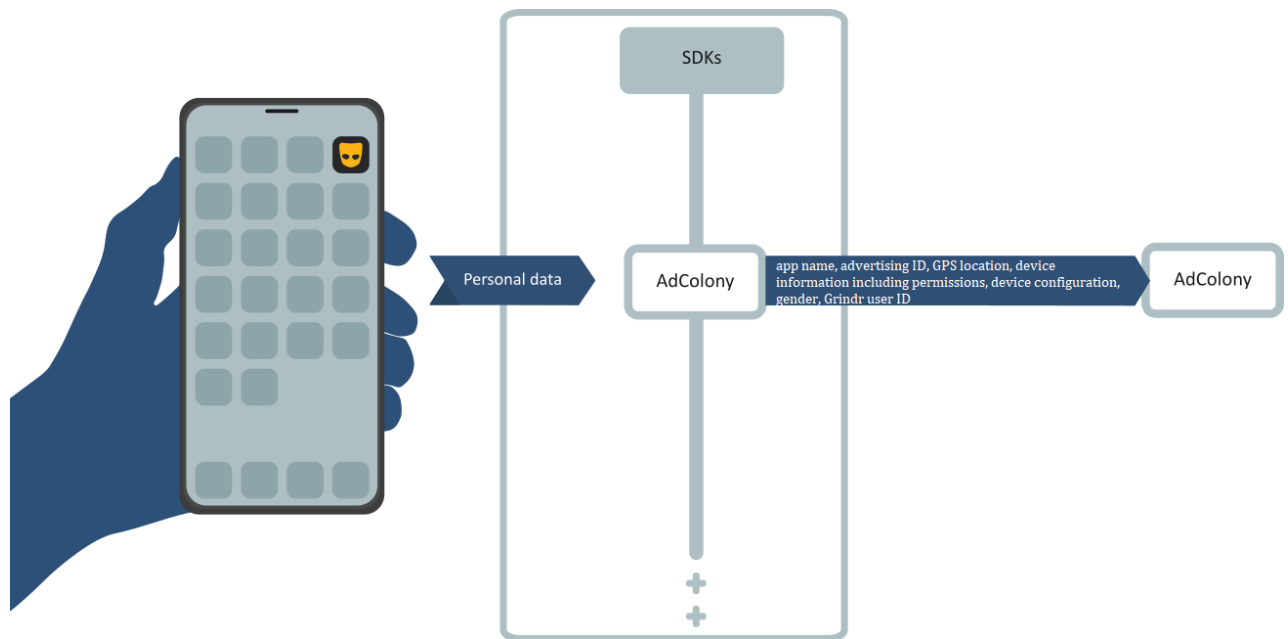 SDKs
Personal data
AdColony
app name, advertising ID, GPS location, device
information including permissions, device configuration,
gender, Grindr user ID
AdColony